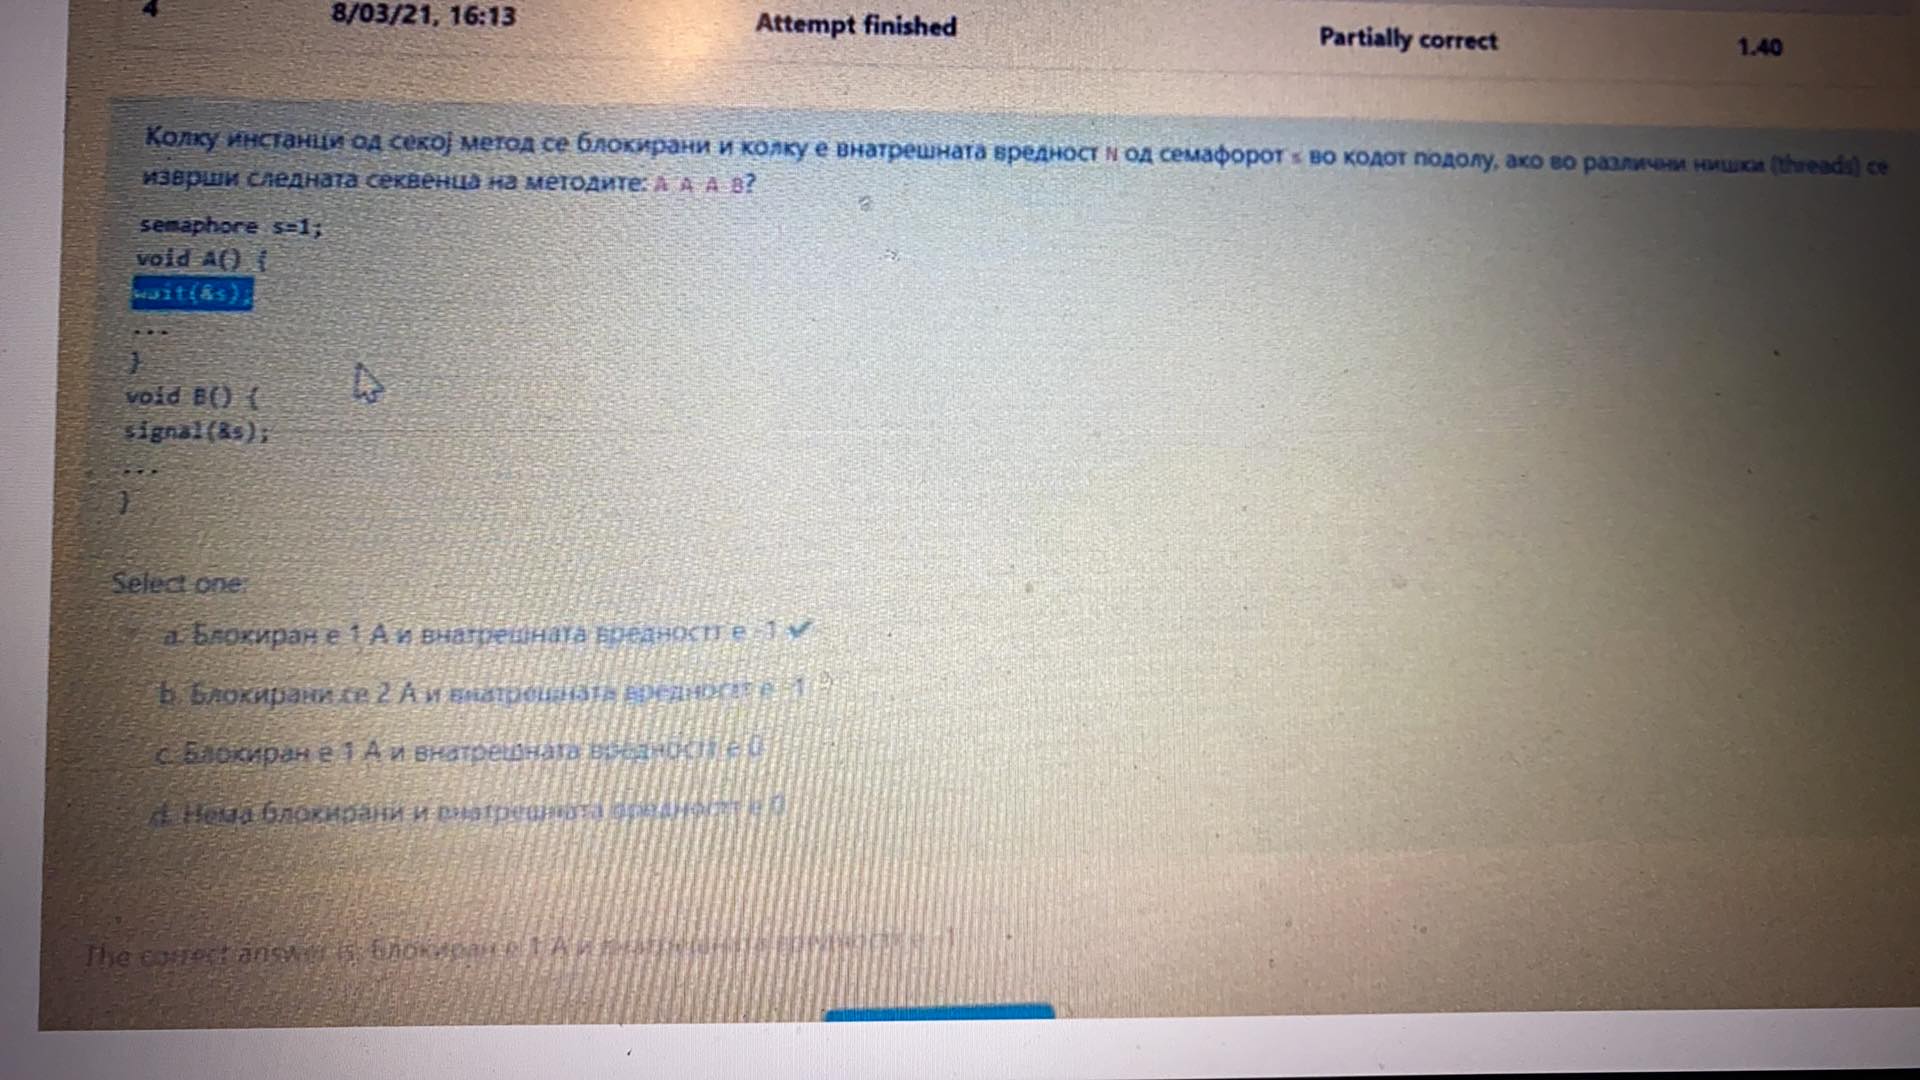 4 8/03/21, 16:13 Attempt finished Partially correct 1.40
Колку инстанци од секој метод се блокирани и колку е внатрешната вредност N од семафорот s во кодот подолу, ако во различни нишки (threads) се
изврши следната секвенца на методите: A A A B?
semaphore s=1;
void A() {
wait(&s);
...
}
void B() {
signal(&s);
...
}
Select one:
a. Блокиран е 1 A и внатрешната вредност е -1 ✔
b. Блокирани се 2 A и внатрешната вредност е -1
c. Блокиран е 1 A и внатрешната вредност е 0
d. Нема блокирани и внатрешната вредност е 0
The correct answer is: Блокиран е 1 A и внатрешната вредност е -1